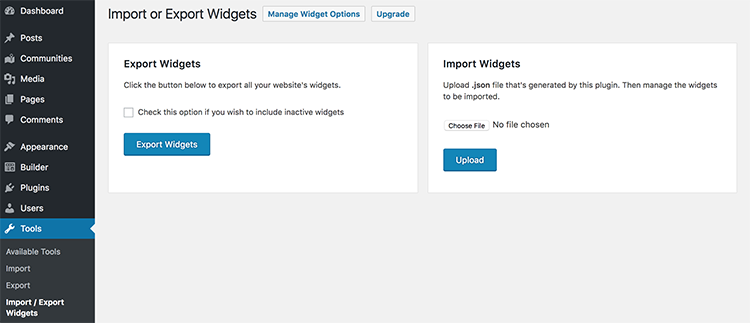 Dashboard
Posts
Communities
Media
Pages
Comments
Appearance
Builder
Plugins
Users
Tools
Available Tools
Import
Export
Import / Export
Widgets
Import or Export Widgets
Manage Widget Options
Upgrade
Export Widgets
Click the button below to export all your website's widgets.
Check this option if you wish to include inactive widgets
Export Widgets
Import Widgets
Upload .json file that's generated by this plugin. Then manage the widgets
to be imported.
Choose File No file chosen
Upload